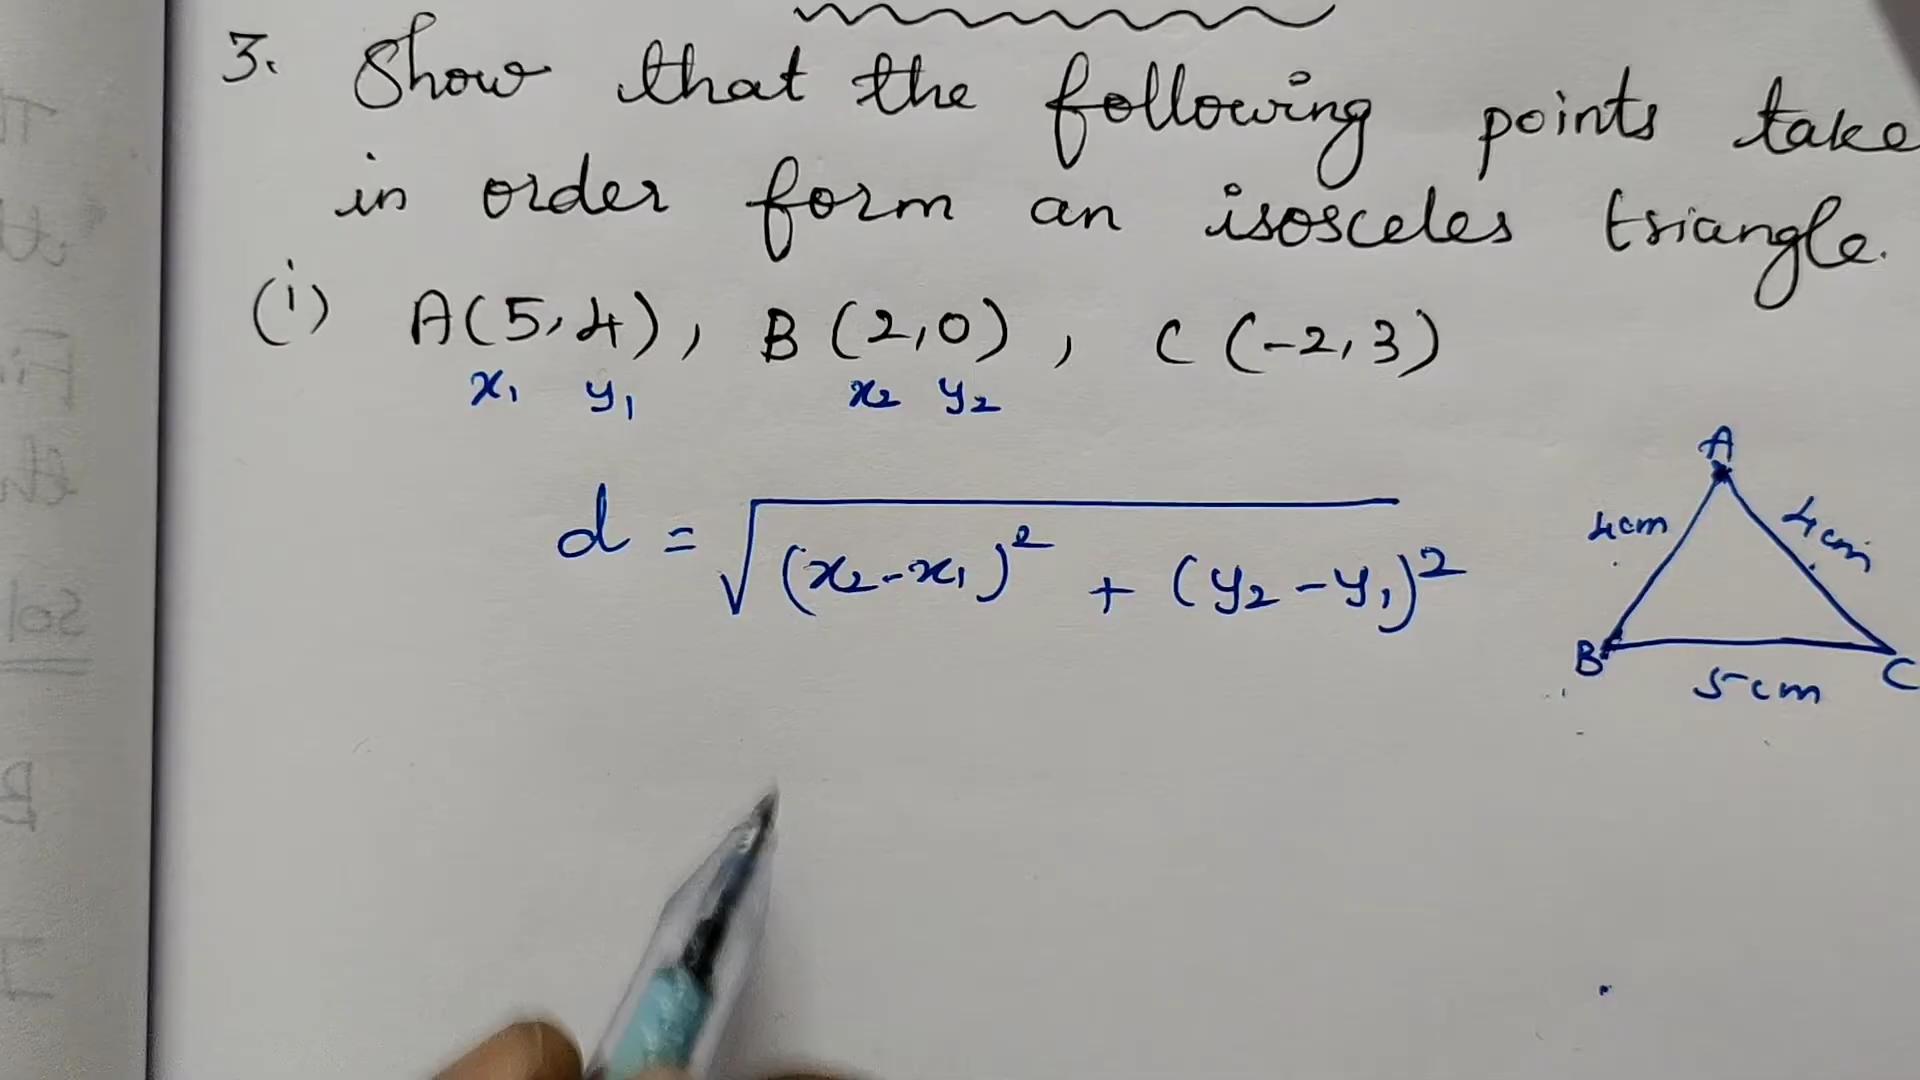 3. Show that the following points take
in order form an isosceles triangle.
(i) A(5,4), B(2,0), C(-2,3)
x₁ y₁ x₂ y₂
d = √(x₂-x₁)² + (y₂-y₁)²
A
4cm 4cm
B C
5cm